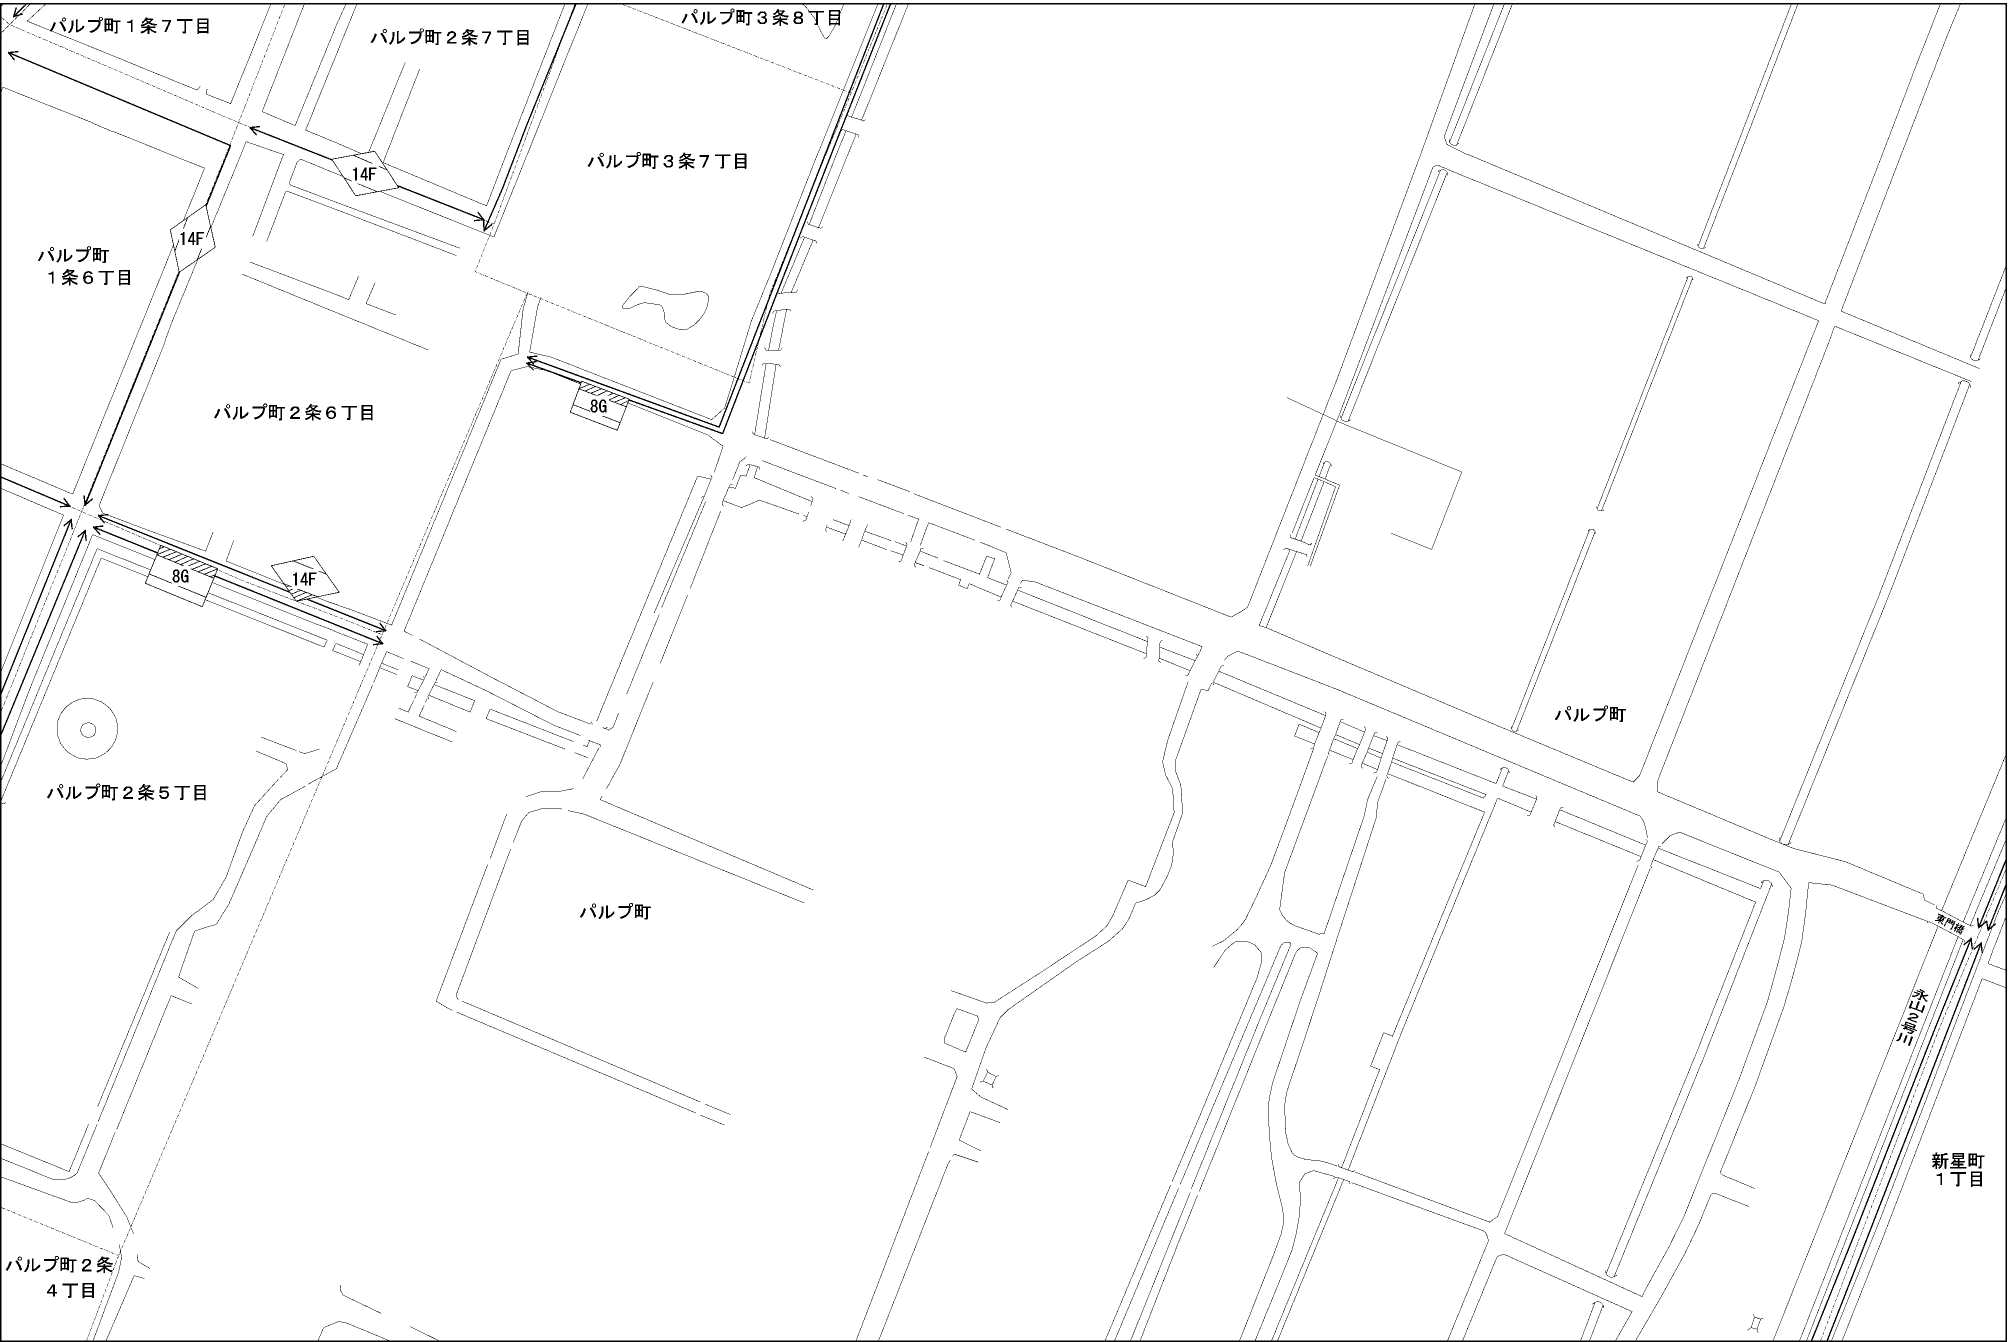 パルプ町３条８丁目
パルプ町１条７丁目
パルプ町２条７丁目
パルプ町３条７丁目
14F
14F
パルプ町
１条６丁目
パルプ町２条６丁目
8G
8G
14F
パルプ町
パルプ町２条５丁目
パルプ町
東門橋
永山２号川
新星町
１丁目
パルプ町２条
４丁目